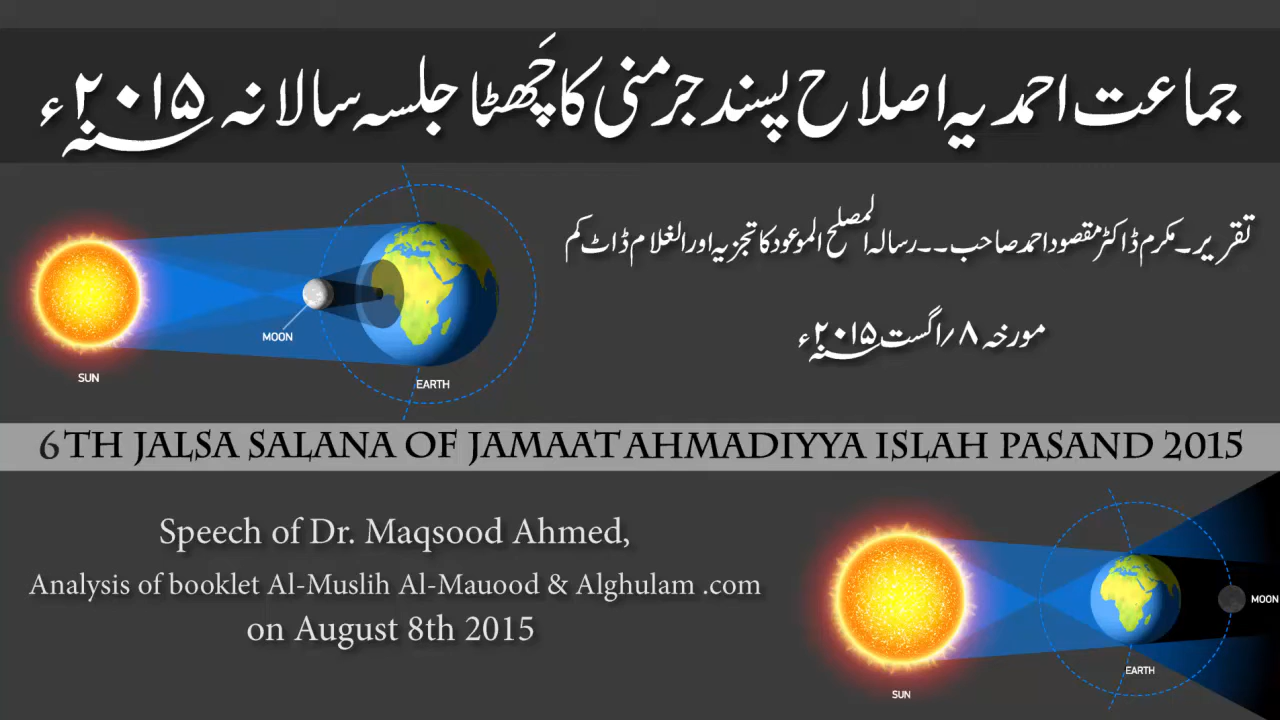 جماعت احمدیہ اصلاح پسند جرمنی کا چَھٹا جلسہ سالانہ ؁۲۰۱۵ء
تقریر۔ مکرم ڈاکٹر مقصود احمد صاحب ۔۔ رسالہ المصلح الموعود کا تجزیہ اور الغلام ڈاٹ کم
مورخہ ۸/اگست ؁۲۰۱۵ء
MOON
SUN
EARTH
6TH JALSA SALANA OF JAMAAT AHMADIYYA ISLAH PASAND 2015
Speech of Dr. Maqsood Ahmed,
Analysis of booklet Al-Muslih Al-Mauood & Alghulam .com
on August 8th 2015
MOON
EARTH
SUN